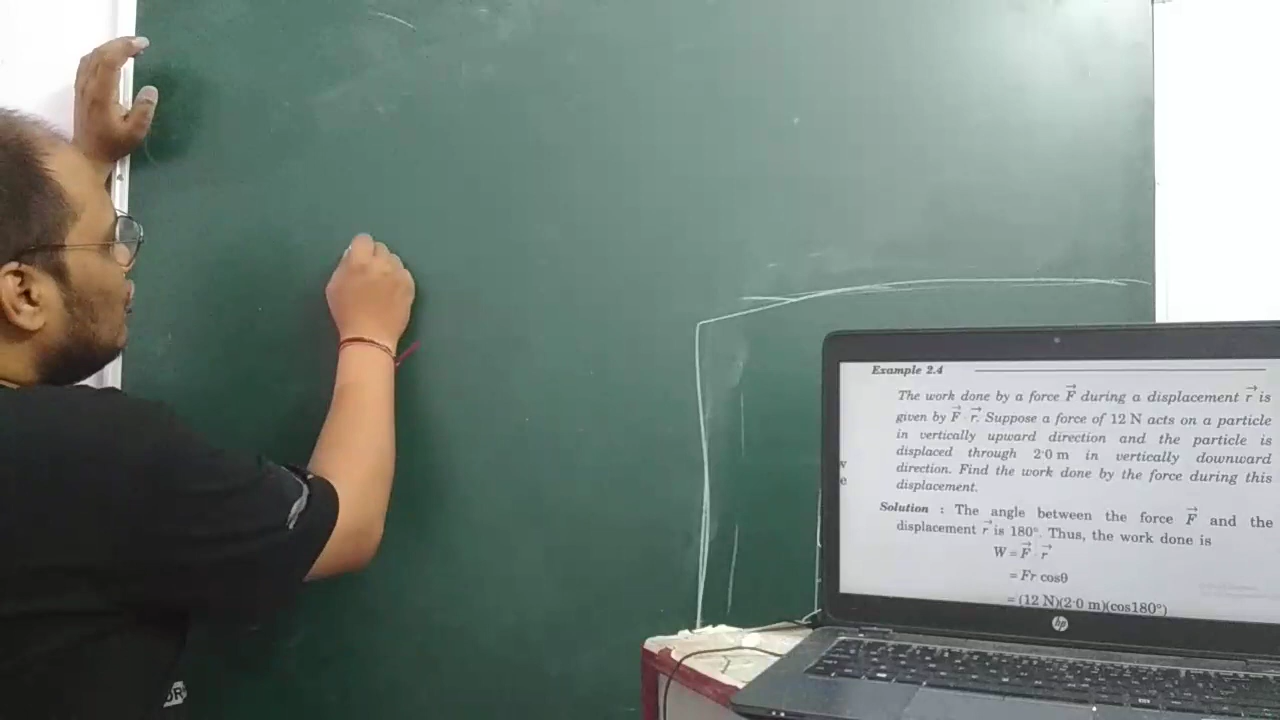 Example 2.4
The work done by a force F⃗ during a displacement r⃗ is
given by F⃗ · r⃗. Suppose a force of 12 N acts on a particle
in vertically upward direction and the particle is
displaced through 2·0 m in vertically downward
direction. Find the work done by the force during this
displacement.
Solution : The angle between the force F⃗ and the
displacement r⃗ is 180°. Thus, the work done is
W = F⃗ · r⃗
= Fr cosθ
= (12 N)(2·0 m)(cos180°)
hp